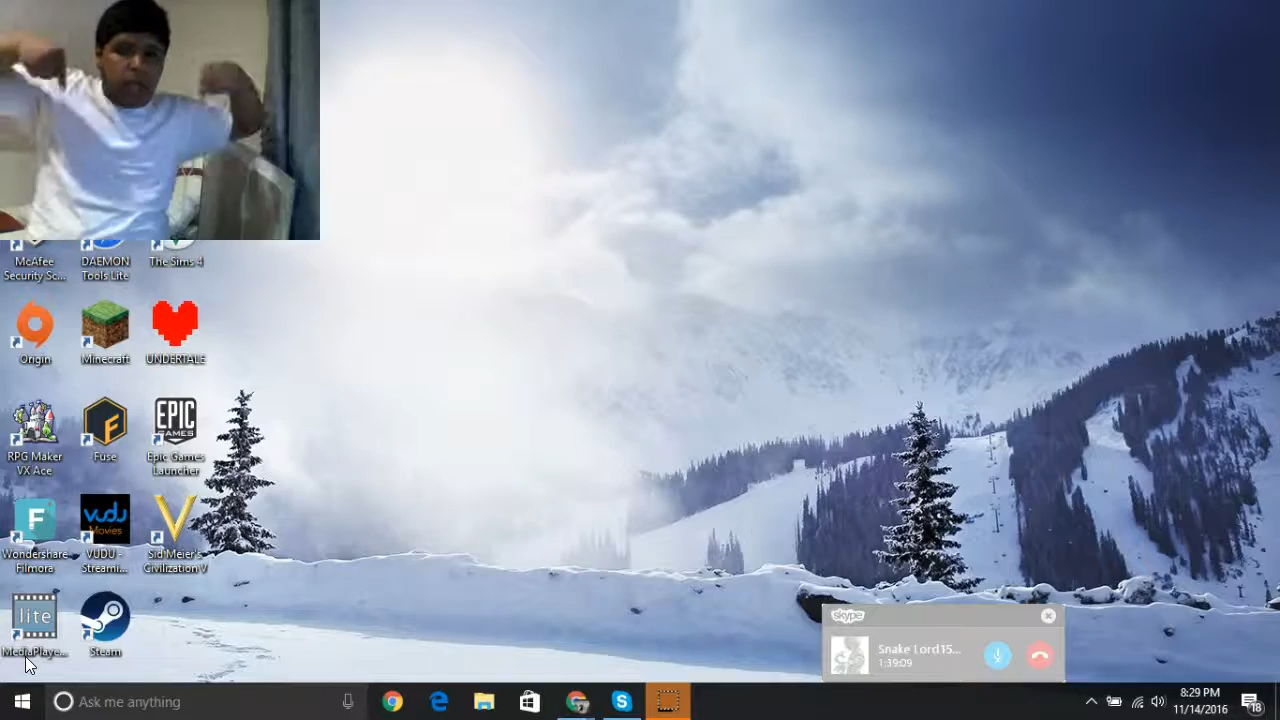 McAfee
Security Sc...
DAEMON
Tools Lite
The Sims 4
Origin
Minecraft
UNDERTALE
RPG Maker
VX Ace
Fuse
EPIC
GAMES
Epic Games
Launcher
F
Wondershare
Filmora
vudu
Movies
VUDU -
Streami...
Sid Meier's
Civilization V
lite
MediaPlaye...
Steam
skype
Snake Lord15...
1:39:09
Ask me anything
8:29 PM
11/14/2016
18